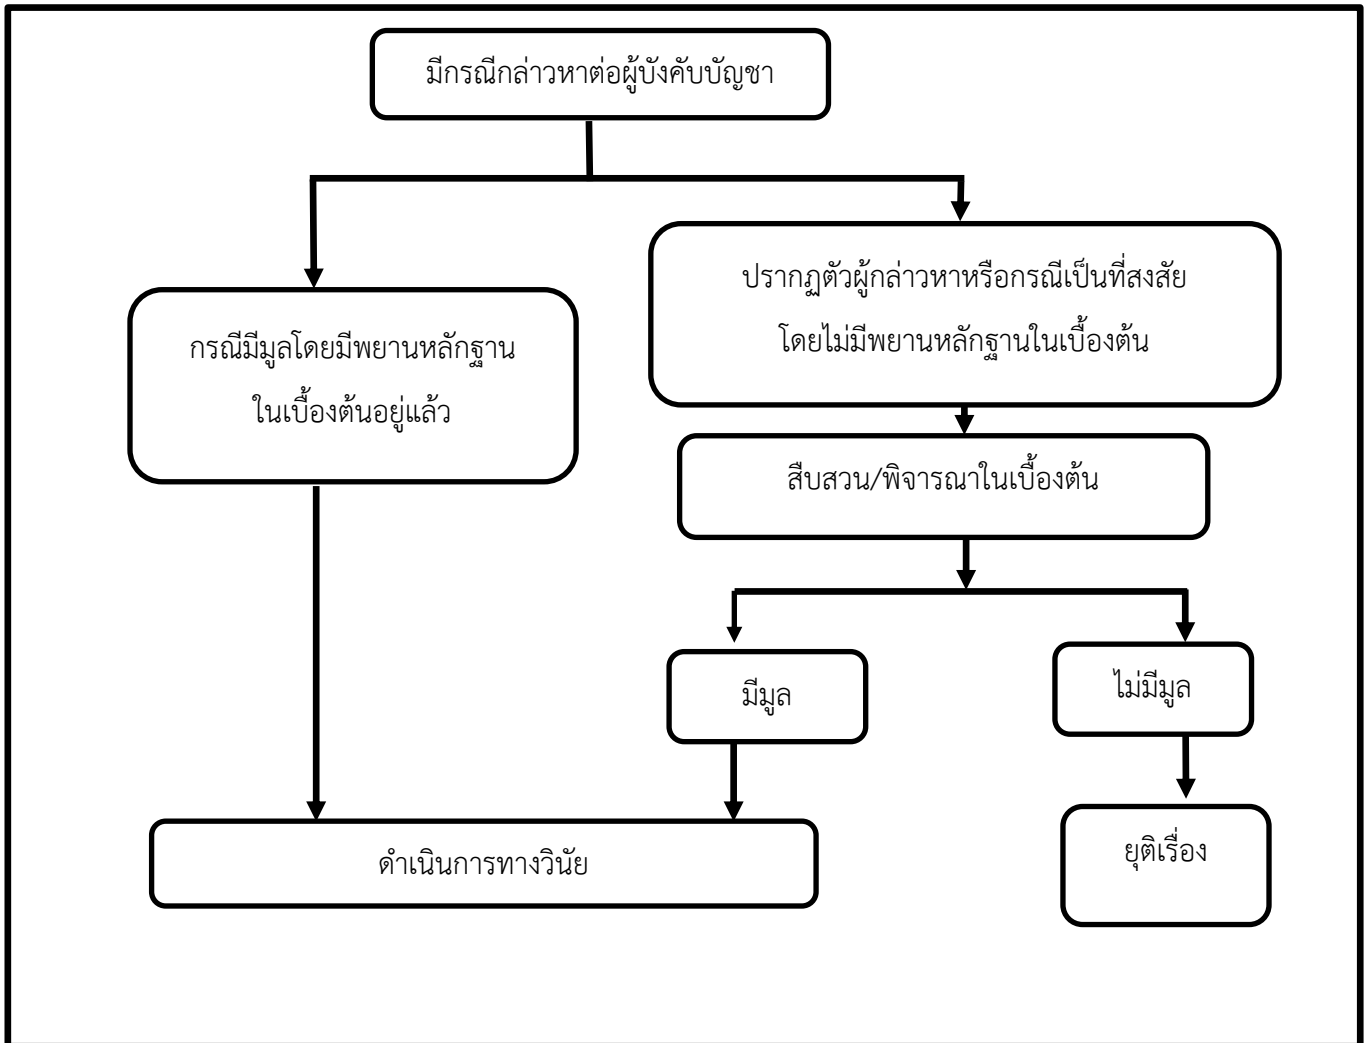 มีกรณีกล่าวหาต่อผู้บังคับบัญชา
กรณีมีมูลโดยมีพยานหลักฐาน
ในเบื้องต้นอยู่แล้ว
ปรากฏตัวผู้กล่าวหาหรือกรณีเป็นที่สงสัย
โดยไม่มีพยานหลักฐานในเบื้องต้น
สืบสวน/พิจารณาในเบื้องต้น
มีมูล
ไม่มีมูล
ดำเนินการทางวินัย
ยุติเรื่อง